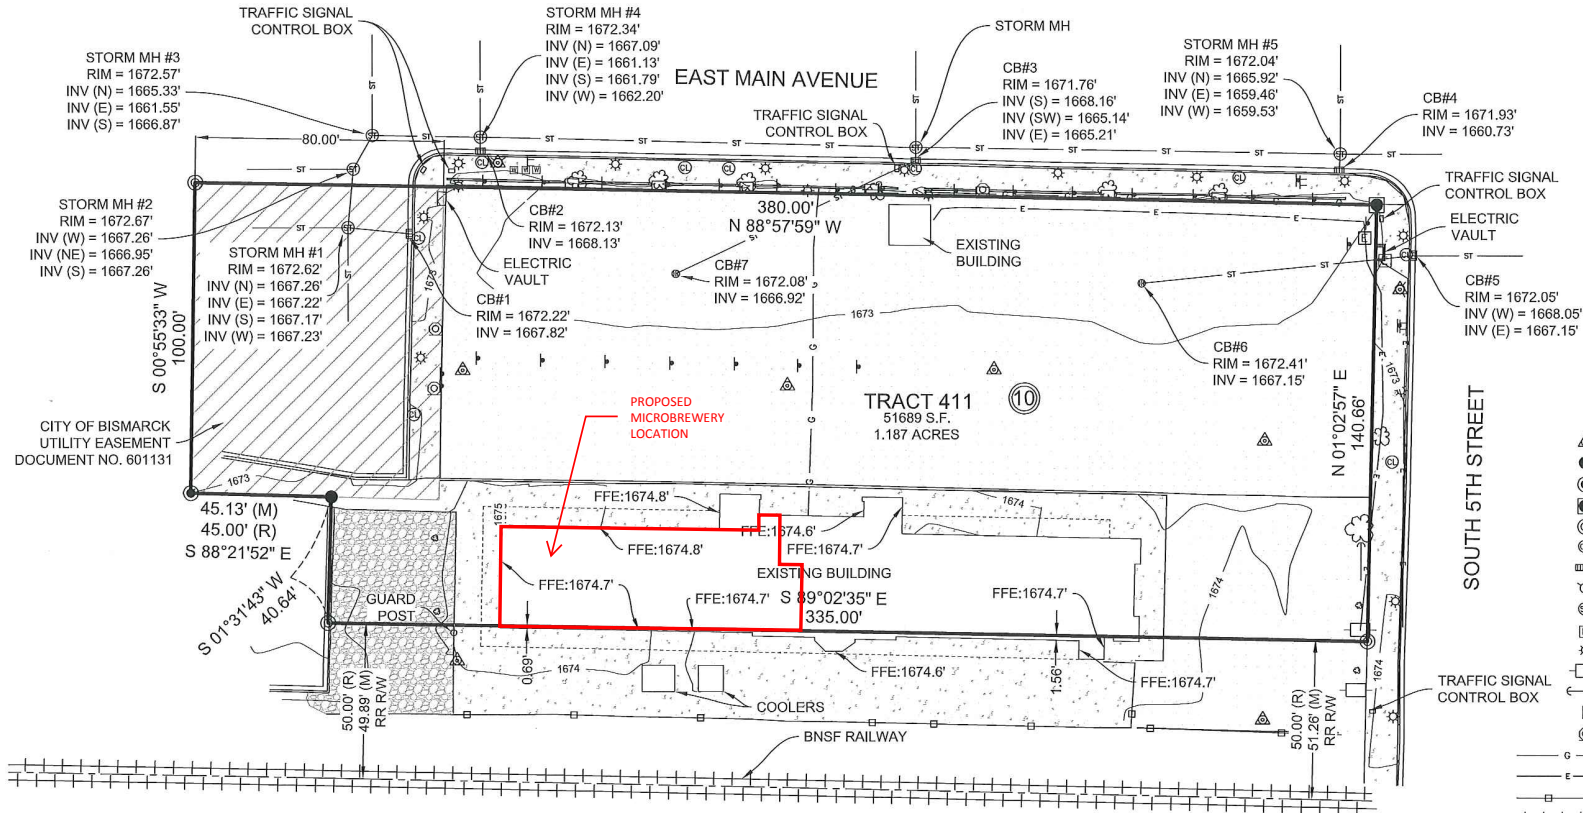 TRAFFIC SIGNAL
CONTROL BOX
STORM MH #4
RIM = 1672.34'
INV (N) = 1667.09'
INV (E) = 1661.13'
INV (S) = 1661.79'
INV (W) = 1662.20'
STORM MH #3
RIM = 1672.57'
INV (N) = 1665.33'
INV (E) = 1661.55'
INV (S) = 1666.87'
EAST MAIN AVENUE
STORM MH
CB#3
RIM = 1671.76'
INV (S) = 1668.16'
INV (SW) = 1665.14'
INV (E) = 1665.21'
STORM MH #5
RIM = 1672.04'
INV (N) = 1665.92'
INV (E) = 1659.46'
INV (W) = 1659.53'
CB#4
RIM = 1671.93'
INV = 1660.73'
TRAFFIC SIGNAL
CONTROL BOX
80.00'
TRAFFIC SIGNAL
CONTROL BOX
ELECTRIC
VAULT
STORM MH #2
RIM = 1672.67'
INV (W) = 1667.26'
INV (NE) = 1666.95'
INV (S) = 1667.26'
STORM MH #1
RIM = 1672.62'
INV (N) = 1667.26'
INV (E) = 1667.22'
INV (S) = 1667.17'
INV (W) = 1667.23'
CB#2
RIM = 1672.13'
INV = 1668.13'
ELECTRIC
VAULT
380.00'
N 88°57'59" W
EXISTING
BUILDING
CB#7
RIM = 1672.08'
INV = 1666.92'
CB#1
RIM = 1672.22'
INV = 1667.82'
1673
1673
CB#5
RIM = 1672.05'
INV (W) = 1668.05'
INV (E) = 1667.15'
CB#6
RIM = 1672.41'
INV = 1667.15'
S 00°55'33" W
100.00'
1673
PROPOSED
MICROBREWERY
LOCATION
TRACT 411
51689 S.F.
1.187 ACRES
10
N 01°02'57" E
140.66'
SOUTH 5TH STREET
CITY OF BISMARCK
UTILITY EASEMENT
DOCUMENT NO. 601131
1673
45.13' (M)
45.00' (R)
S 88°21'52" E
S 01°31'43" W
40.64'
GUARD
POST
1675
FFE:1674.8'
FFE:1674.8'
FFE:1674.6'
FFE:1674.7'
1674
EXISTING BUILDING
S 89°02'35" E
335.00'
FFE:1674.7'
FFE:1674.7'
FFE:1674.7'
1674
0.69'
1674
FFE:1674.6'
1.56'
FFE:1674.7'
COOLERS
BNSF RAILWAY
50.00' (R)
49.89' (M)
RR R/W
50.00' (R)
51.26' (M)
RR R/W
1674
TRAFFIC SIGNAL
CONTROL BOX
G
E